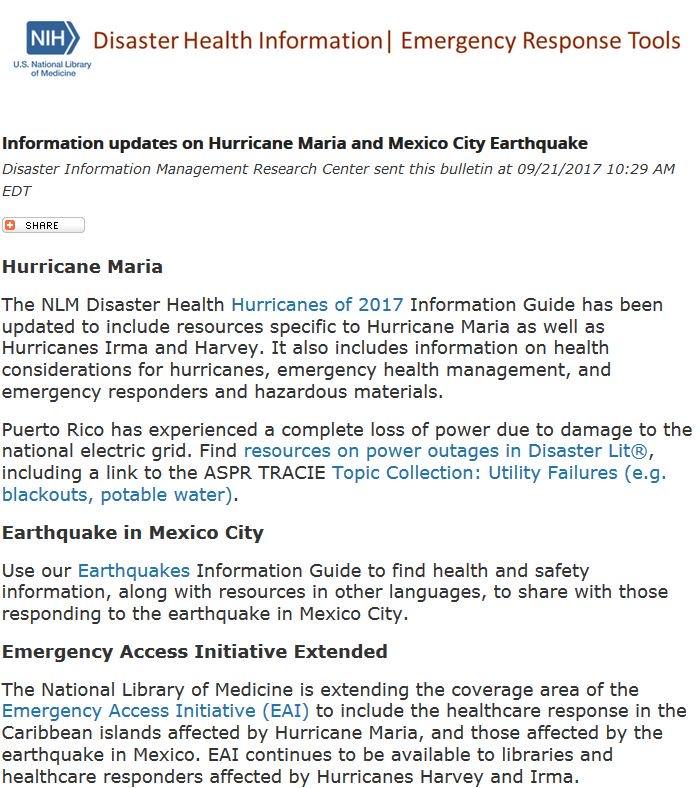 NIH
U.S. National Library
of Medicine
Disaster Health Information| Emergency Response Tools
Information updates on Hurricane Maria and Mexico City Earthquake
Disaster Information Management Research Center sent this bulletin at 09/21/2017 10:29 AM
EDT
SHARE
Hurricane Maria
The NLM Disaster Health Hurricanes of 2017 Information Guide has been
updated to include resources specific to Hurricane Maria as well as
Hurricanes Irma and Harvey. It also includes information on health
considerations for hurricanes, emergency health management, and
emergency responders and hazardous materials.
Puerto Rico has experienced a complete loss of power due to damage to the
national electric grid. Find resources on power outages in Disaster Lit®,
including a link to the ASPR TRACIE Topic Collection: Utility Failures (e.g.
blackouts, potable water).
Earthquake in Mexico City
Use our Earthquakes Information Guide to find health and safety
information, along with resources in other languages, to share with those
responding to the earthquake in Mexico City.
Emergency Access Initiative Extended
The National Library of Medicine is extending the coverage area of the
Emergency Access Initiative (EAI) to include the healthcare response in the
Caribbean islands affected by Hurricane Maria, and those affected by the
earthquake in Mexico. EAI continues to be available to libraries and
healthcare responders affected by Hurricanes Harvey and Irma.